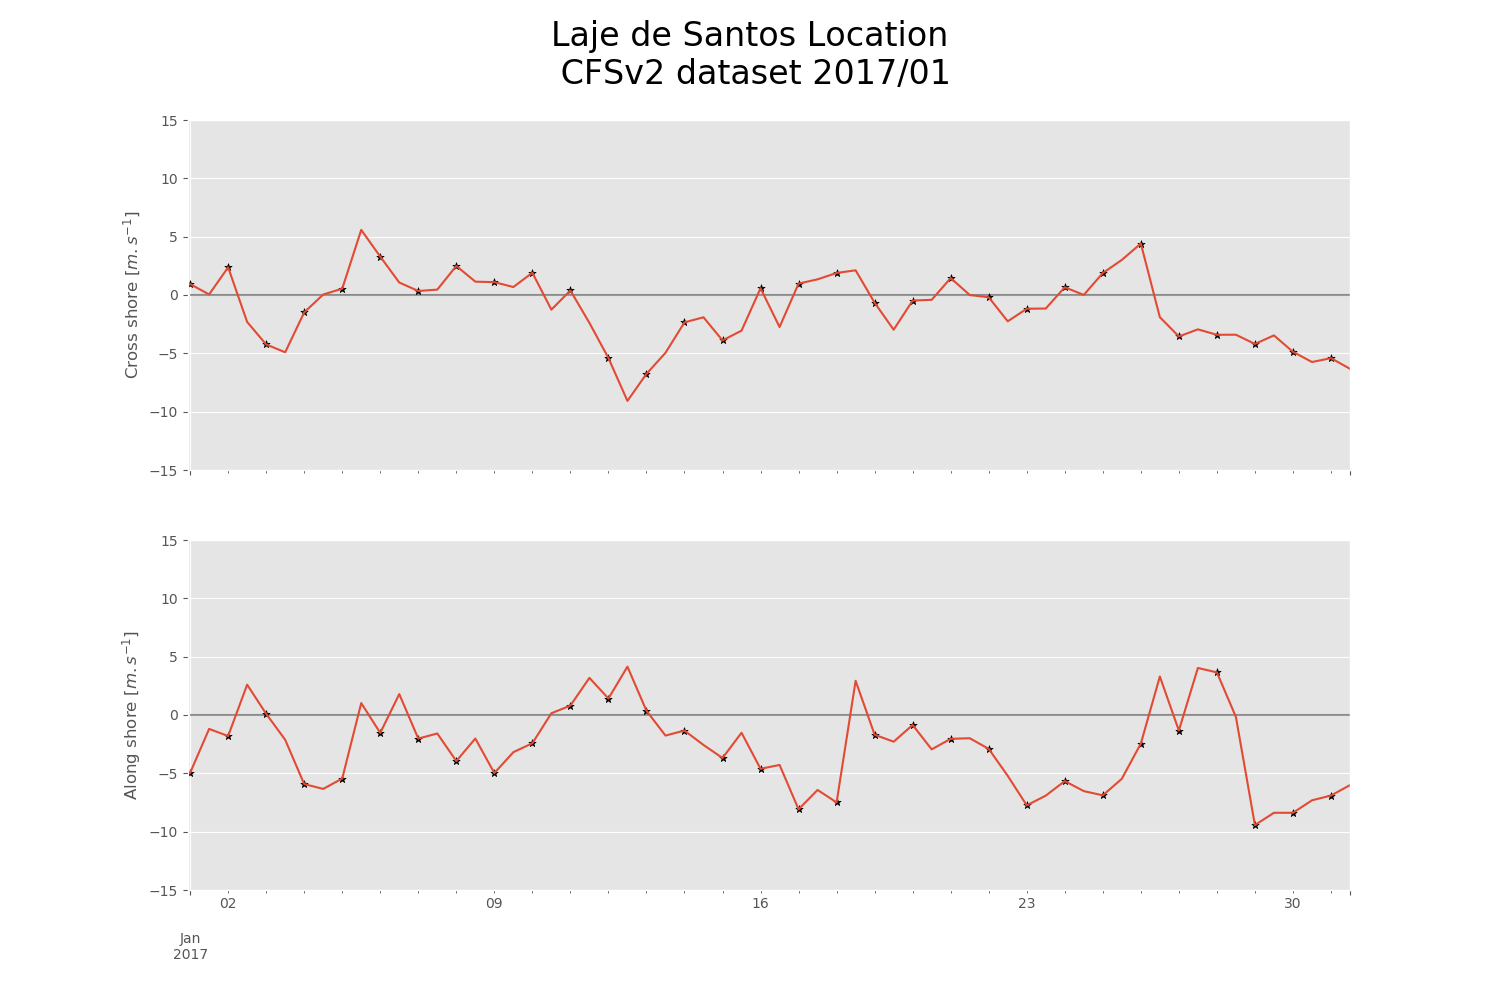 Laje de Santos Location
CFSv2 dataset 2017/01
15
10
5
0
−5
−10
−15
Cross shore [m.s⁻¹]
15
10
5
0
−5
−10
−15
Along shore [m.s⁻¹]
02 09 16 23 30
Jan
2017